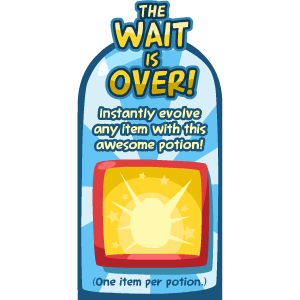 THE
WAIT
IS
OVER!
Instantly evolve
any item with this
awesome potion!
(One item per potion.)